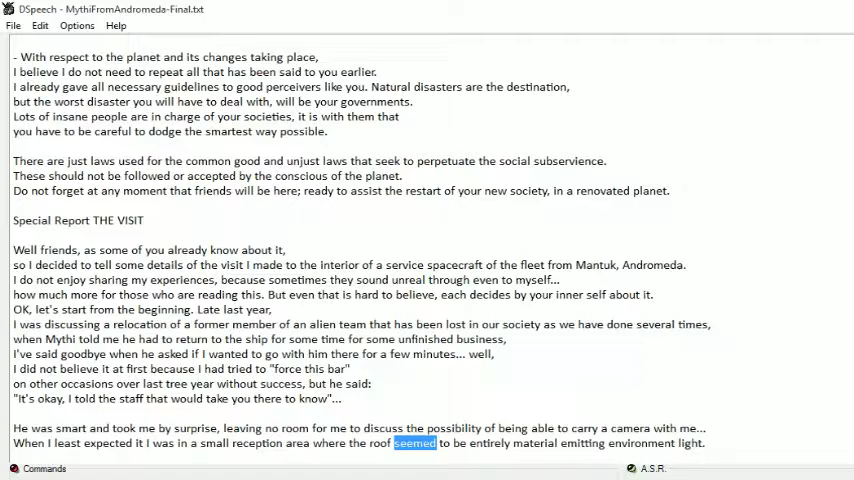 DSpeech - MythiFromAndromeda-Final.txt
File Edit Options Help
- With respect to the planet and its changes taking place,
I believe I do not need to repeat all that has been said to you earlier.
I already gave all necessary guidelines to good perceivers like you. Natural disasters are the destination,
but the worst disaster you will have to deal with, will be your governments.
Lots of insane people are in charge of your societies, it is with them that
you have to be careful to dodge the smartest way possible.
There are just laws used for the common good and unjust laws that seek to perpetuate the social subservience.
These should not be followed or accepted by the conscious of the planet.
Do not forget at any moment that friends will be here; ready to assist the restart of your new society, in a renovated planet.
Special Report THE VISIT
Well friends, as some of you already know about it,
so I decided to tell some details of the visit I made to the interior of a service spacecraft of the fleet from Mantuk, Andromeda.
I do not enjoy sharing my experiences, because sometimes they sound unreal through even to myself...
how much more for those who are reading this. But even that is hard to believe, each decides by your inner self about it.
OK, let's start from the beginning. Late last year,
I was discussing a relocation of a former member of an alien team that has been lost in our society as we have done several times,
when Mythi told me he had to return to the ship for some time for some unfinished business,
I've said goodbye when he asked if I wanted to go with him there for a few minutes... well,
I did not believe it at first because I had tried to "force this bar"
on other occasions over last tree year without success, but he said:
"It's okay, I told the staff that would take you there to know"...
He was smart and took me by surprise, leaving no room for me to discuss the possibility of being able to carry a camera with me...
When I least expected it I was in a small reception area where the roof seemed to be entirely material emitting environment light.
Commands A.S.R.